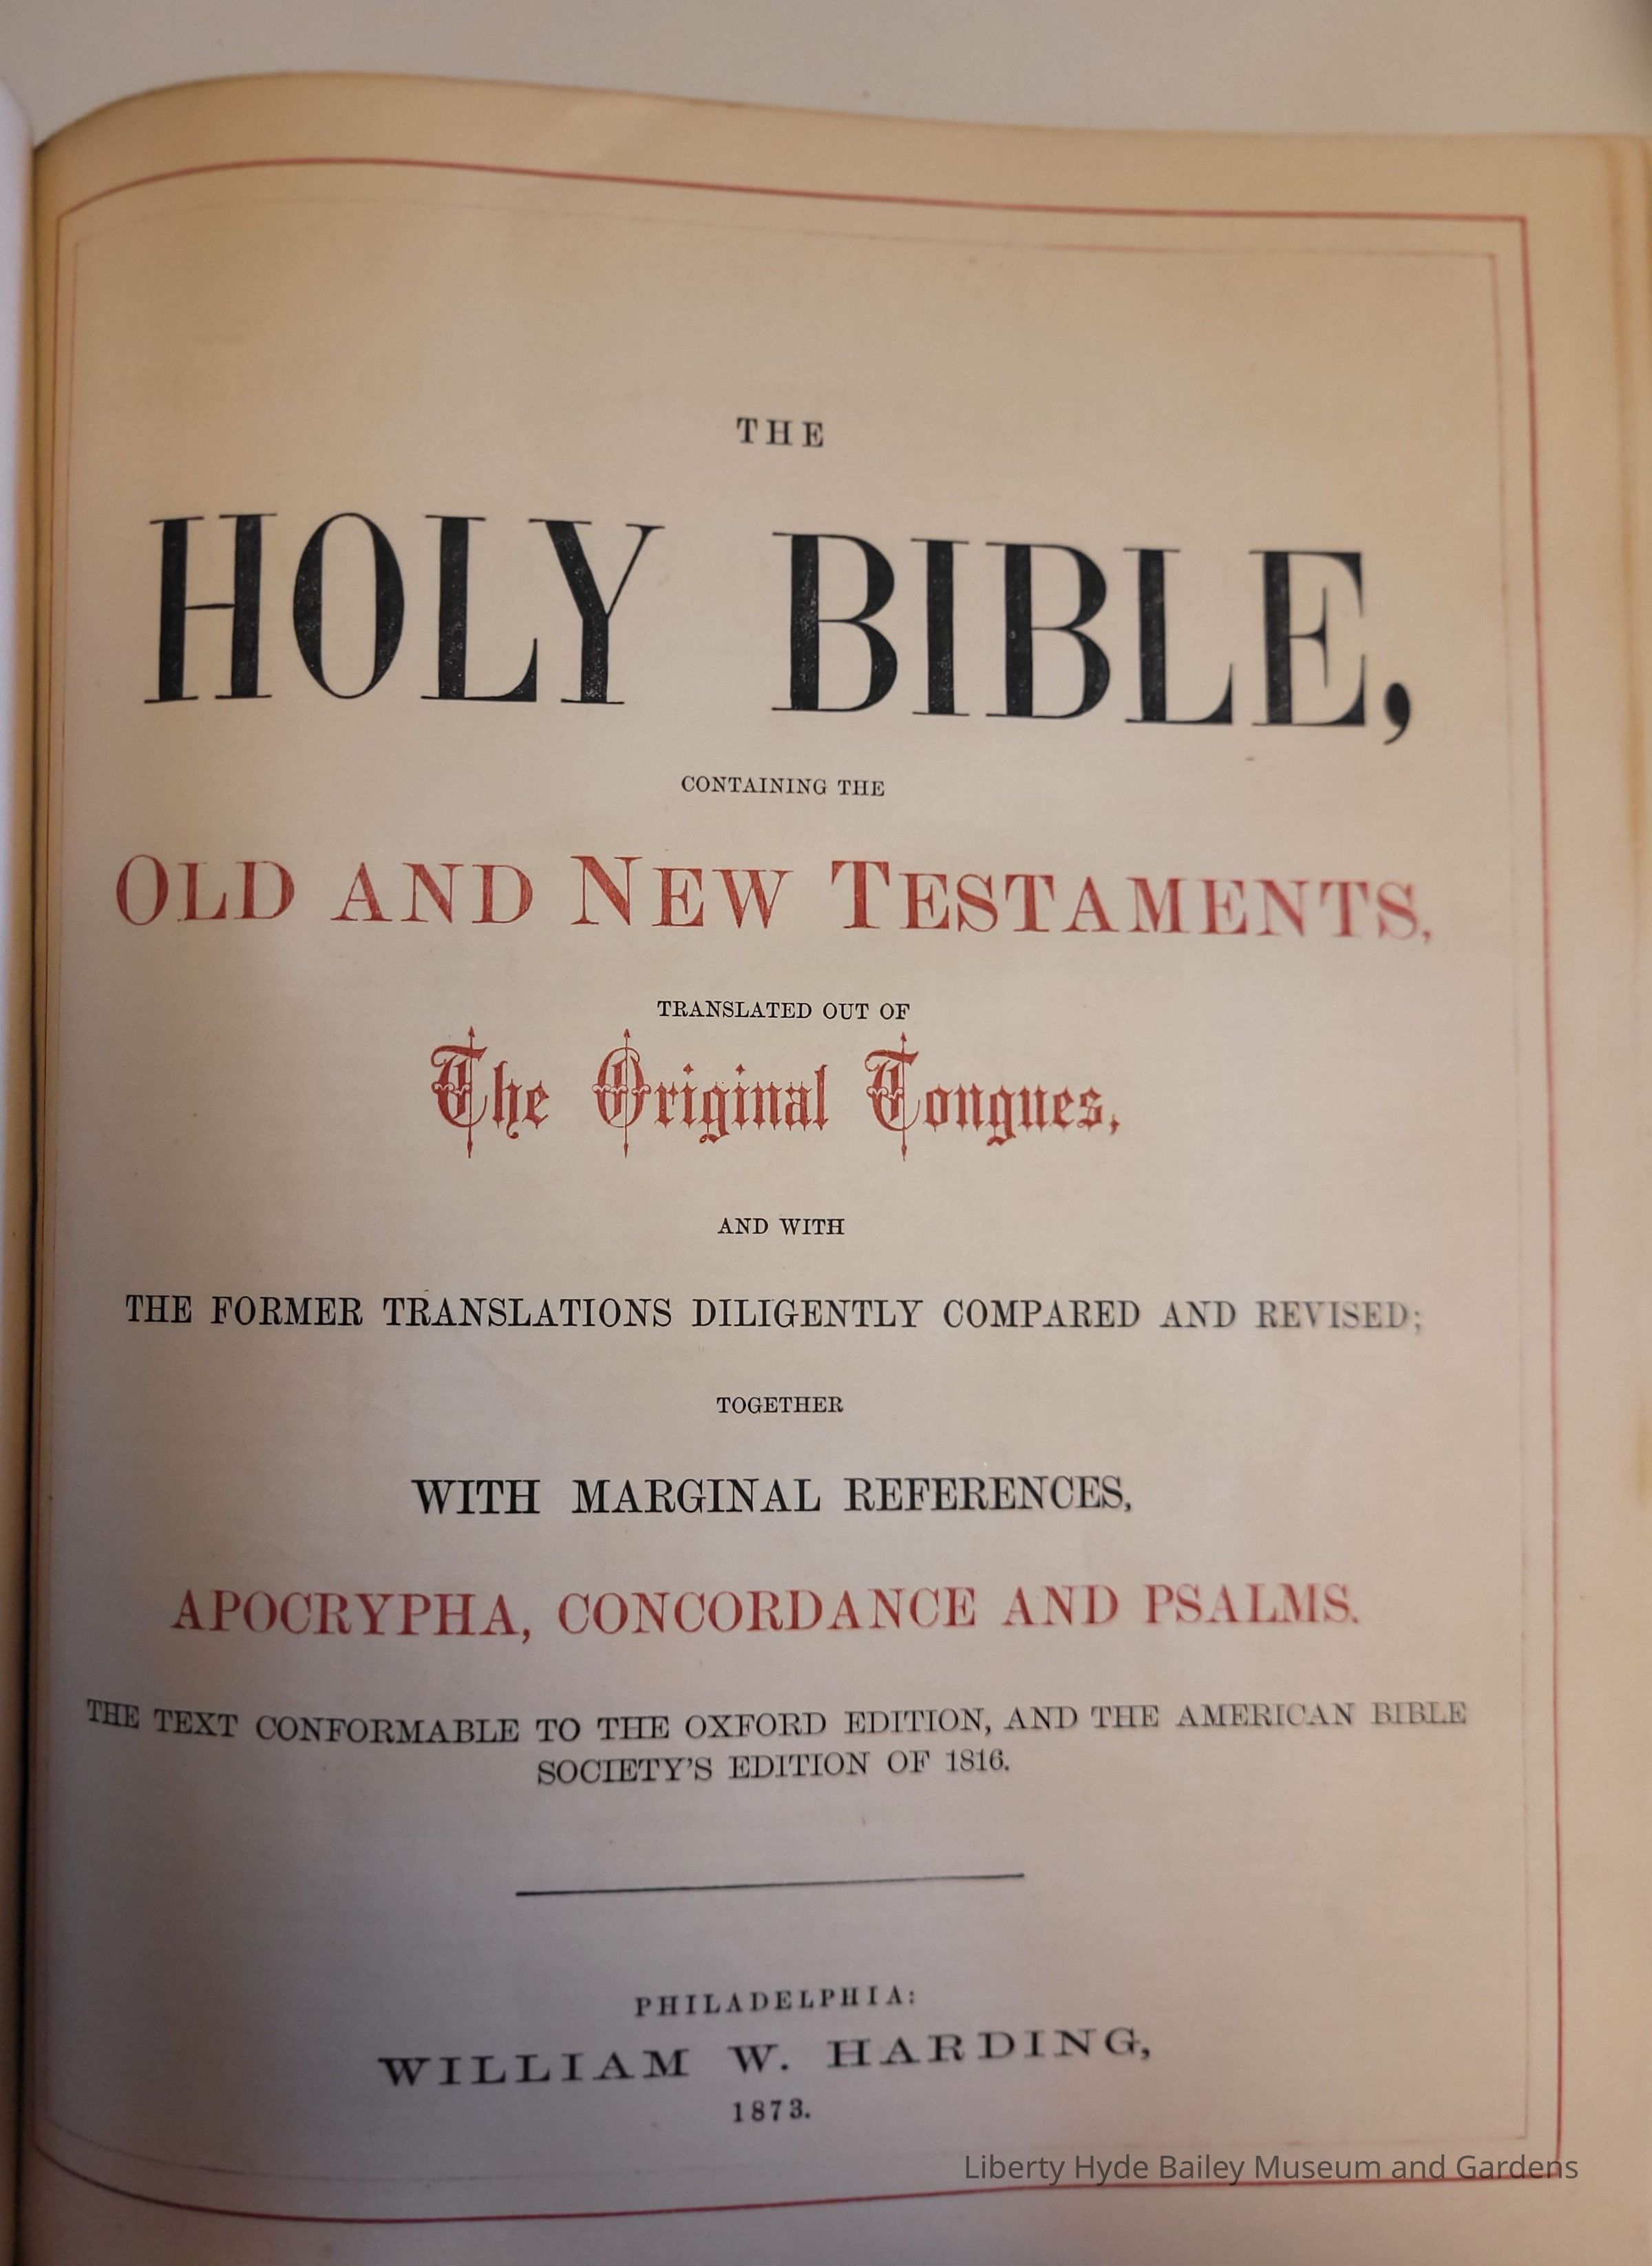 THE
HOLY BIBLE,
CONTAINING THE
OLD AND NEW TESTAMENTS,
TRANSLATED OUT OF
The Original Tongues,
AND WITH
THE FORMER TRANSLATIONS DILIGENTLY COMPARED AND REVISED;
TOGETHER
WITH MARGINAL REFERENCES,
APOCRYPHA, CONCORDANCE AND PSALMS.
THE TEXT CONFORMABLE TO THE OXFORD EDITION, AND THE AMERICAN BIBLE
SOCIETY'S EDITION OF 1816.
PHILADELPHIA:
WILLIAM W. HARDING,
1873.
Liberty Hyde Bailey Museum and Gardens